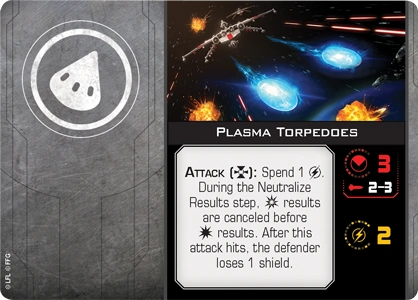 PLASMA TORPEDOES
ATTACK ( ): Spend 1 .
During the Neutralize
Results step, results
are canceled before
results. After this
attack hits, the defender
loses 1 shield.
3
2-3
2
© LFL © FFG